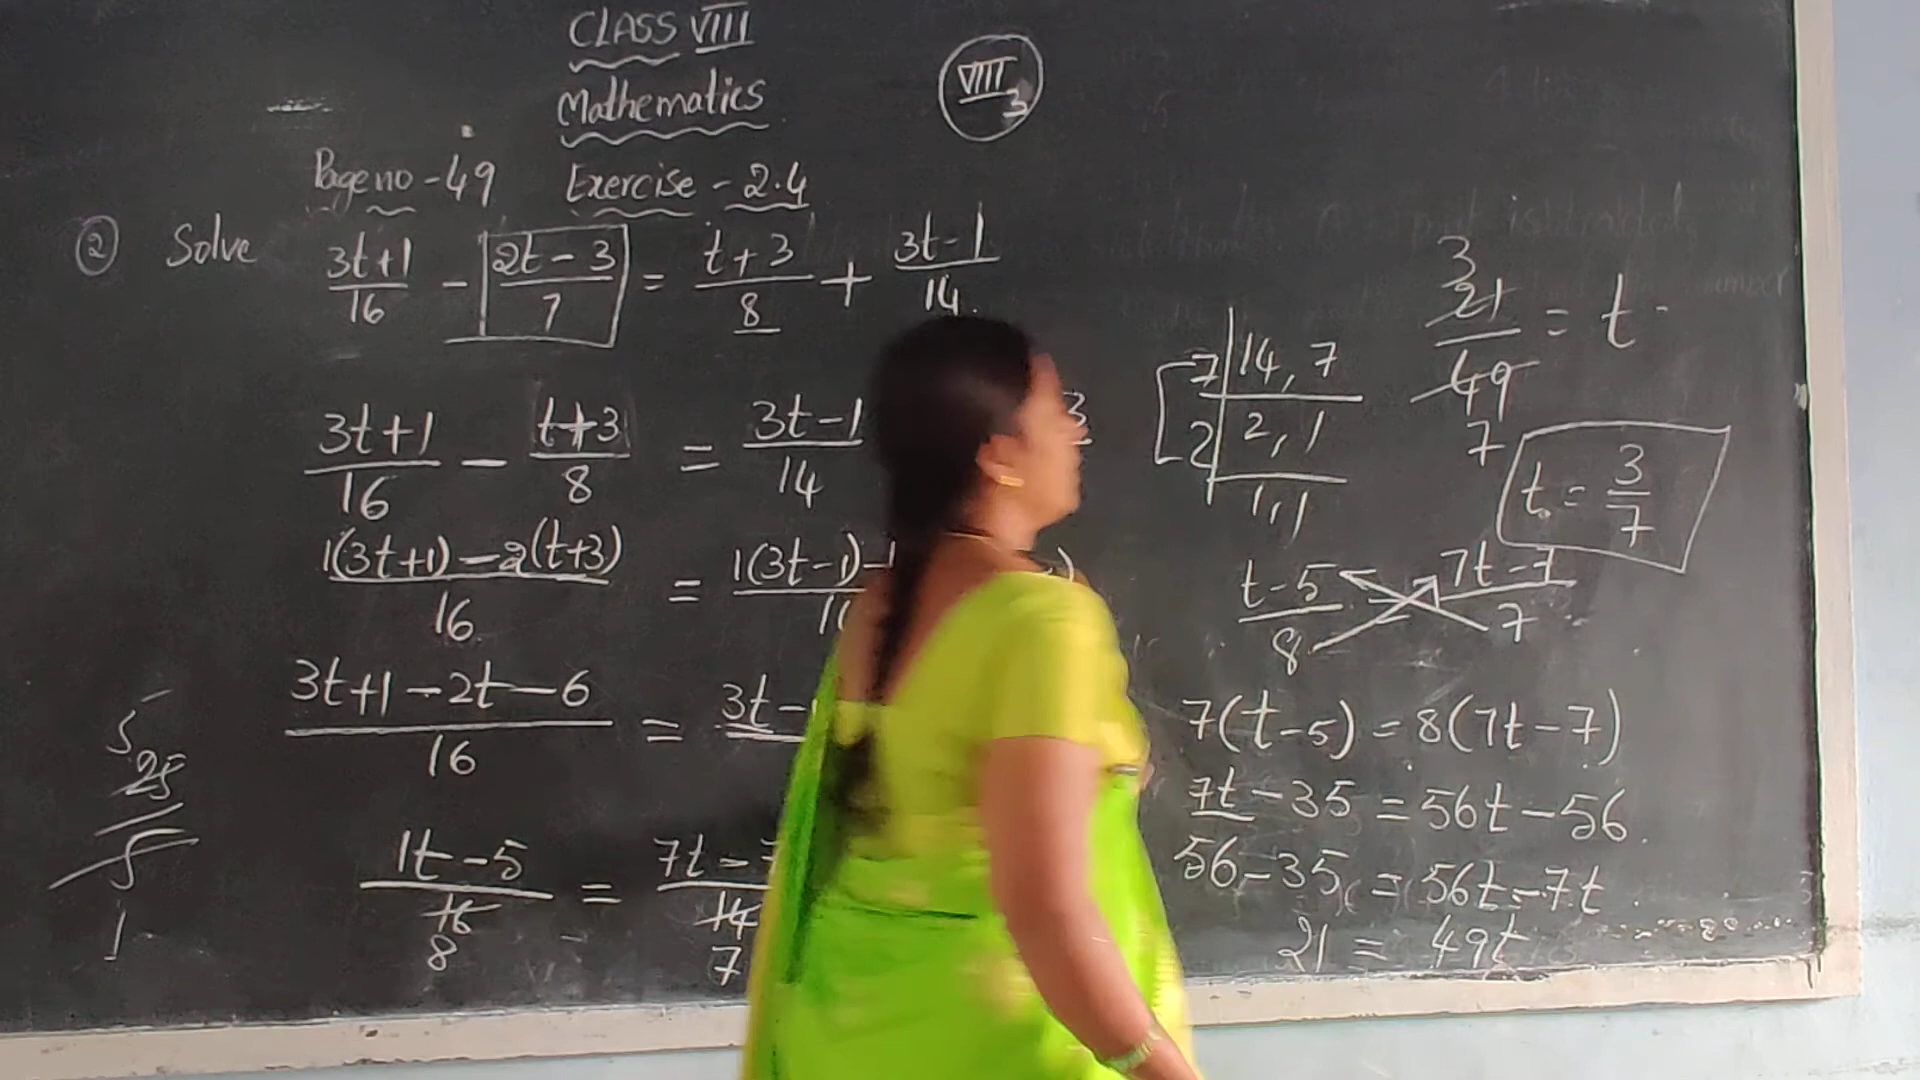 CLASS VIII
Mathematics
VIII 3
Page no - 49 Exercise - 2.4
② Solve (3t+1)/16 - (2t-3)/7 = (t+3)/8 + (3t-1)/14
(3t+1)/16 - (t+3)/8 = (3t-1)/14 3
(1(3t+1) - 2(t+3))/16 = 1(3t-1)-
(3t+1-2t-6)/16 = 3t-
(1t-5)/16 = 7t- /14
8 7
5
25
5
1
7 | 14, 7
2 | 2, 1
1, 1
3
21/49 = t
7
t = 3/7
(t-5)/8 = (7t-7)/7
7(t-5) = 8(7t-7)
7t-35 = 56t-56
56-35 = 56t-7t
21 = 49t